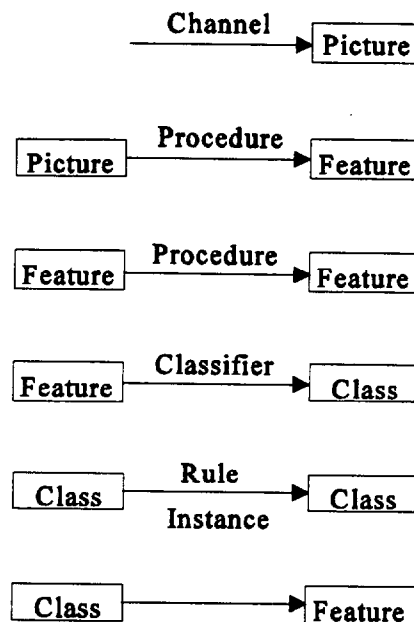 Channel
Picture
Procedure
Picture
Feature
Procedure
Feature
Feature
Classifier
Feature
Class
Rule
Class
Class
Instance
Class
Feature